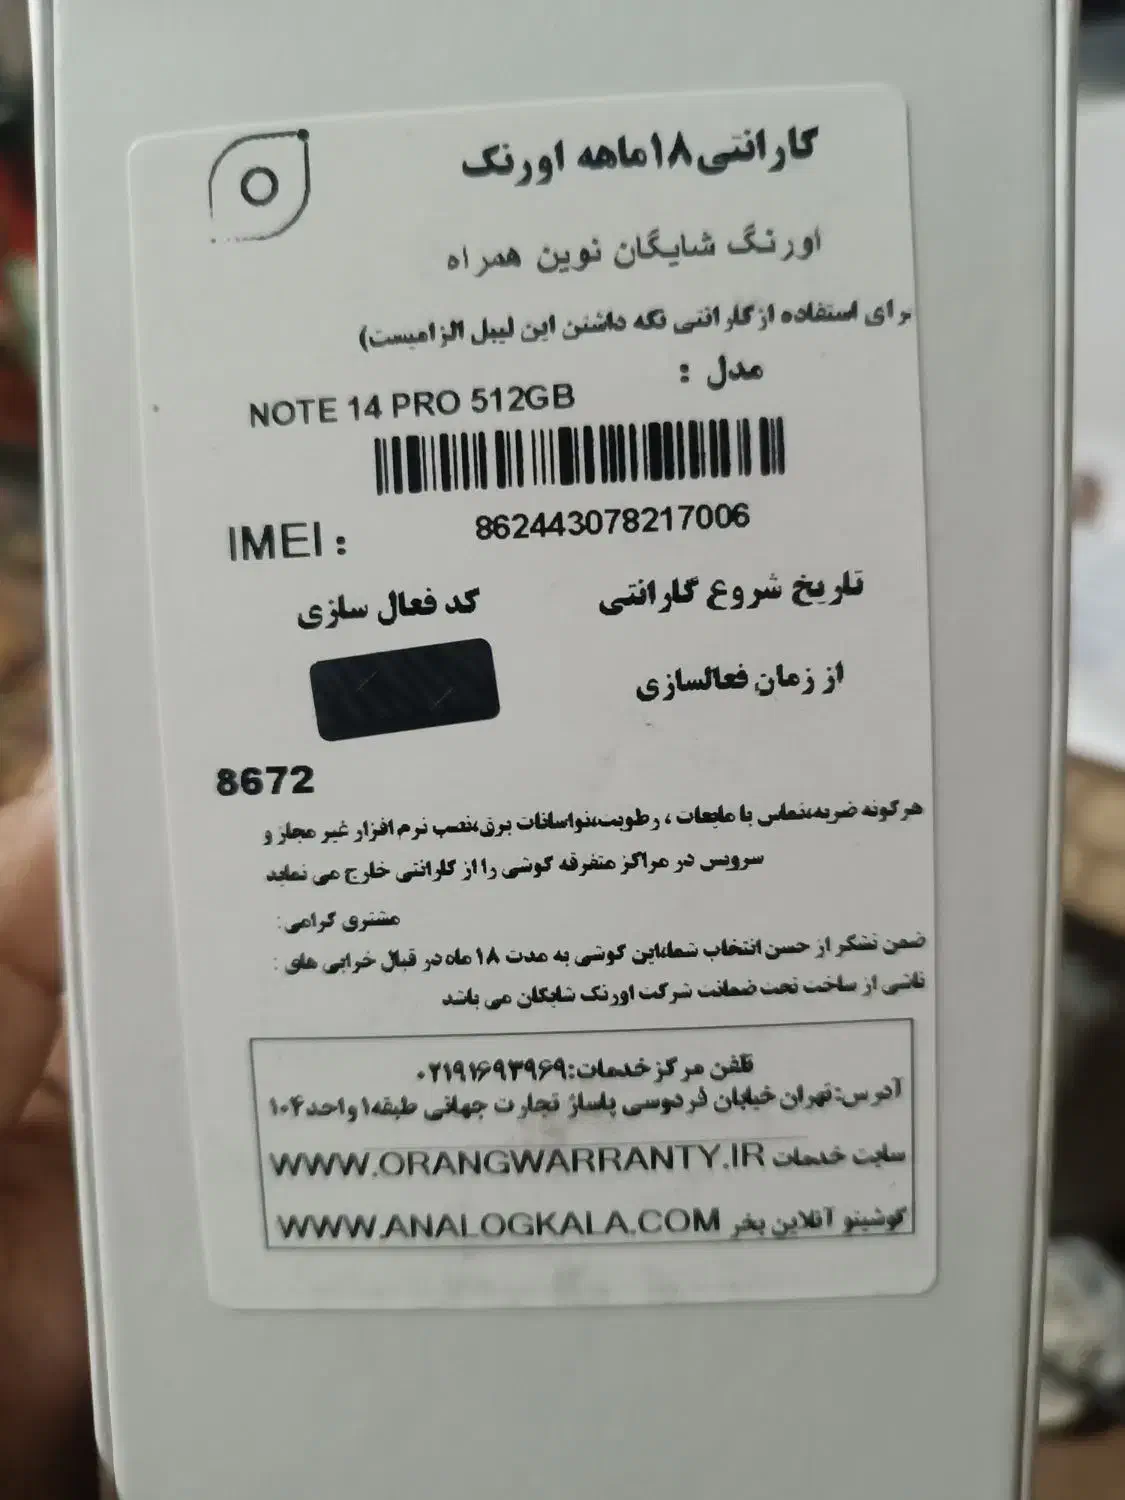 گارانتی۱۸ماهه اورنگ
اورنگ شایگان نوین همراه
برای استفاده ازگارانتی نگه داشتن این لیبل الزامیست)
مدل :
NOTE 14 PRO 512GB
IMEI : 862443078217006
تاریخ شروع گارانتی
کد فعال سازی
از زمان فعالسازی
8672
هرگونه ضربه،تماس با مایعات ، رطوبت،نواسانات برق،نصب نرم افزار غیر مجاز و
سرویس در مراکز متفرقه گوشی را از گارانتی خارج می نماید
مشتری گرامی:
ضمن تشکر از حسن انتخاب شما،این گوشی به مدت ۱۸ ماه در قبال خرابی های :
ناشی از ساخت تحت ضمانت شرکت اورنگ شایگان می باشد
تلفن مرکز خدمات:۰۲۱۹۱۶۹۳۹۶۹
آدرس:تهران خیابان فردوسی پاساژ تجارت جهانی طبقه۱ واحد۱۰۴
سایت خدمات WWW.ORANGWARRANTY.IR
گوشیتو آنلاین بخر WWW.ANALOGKALA.COM